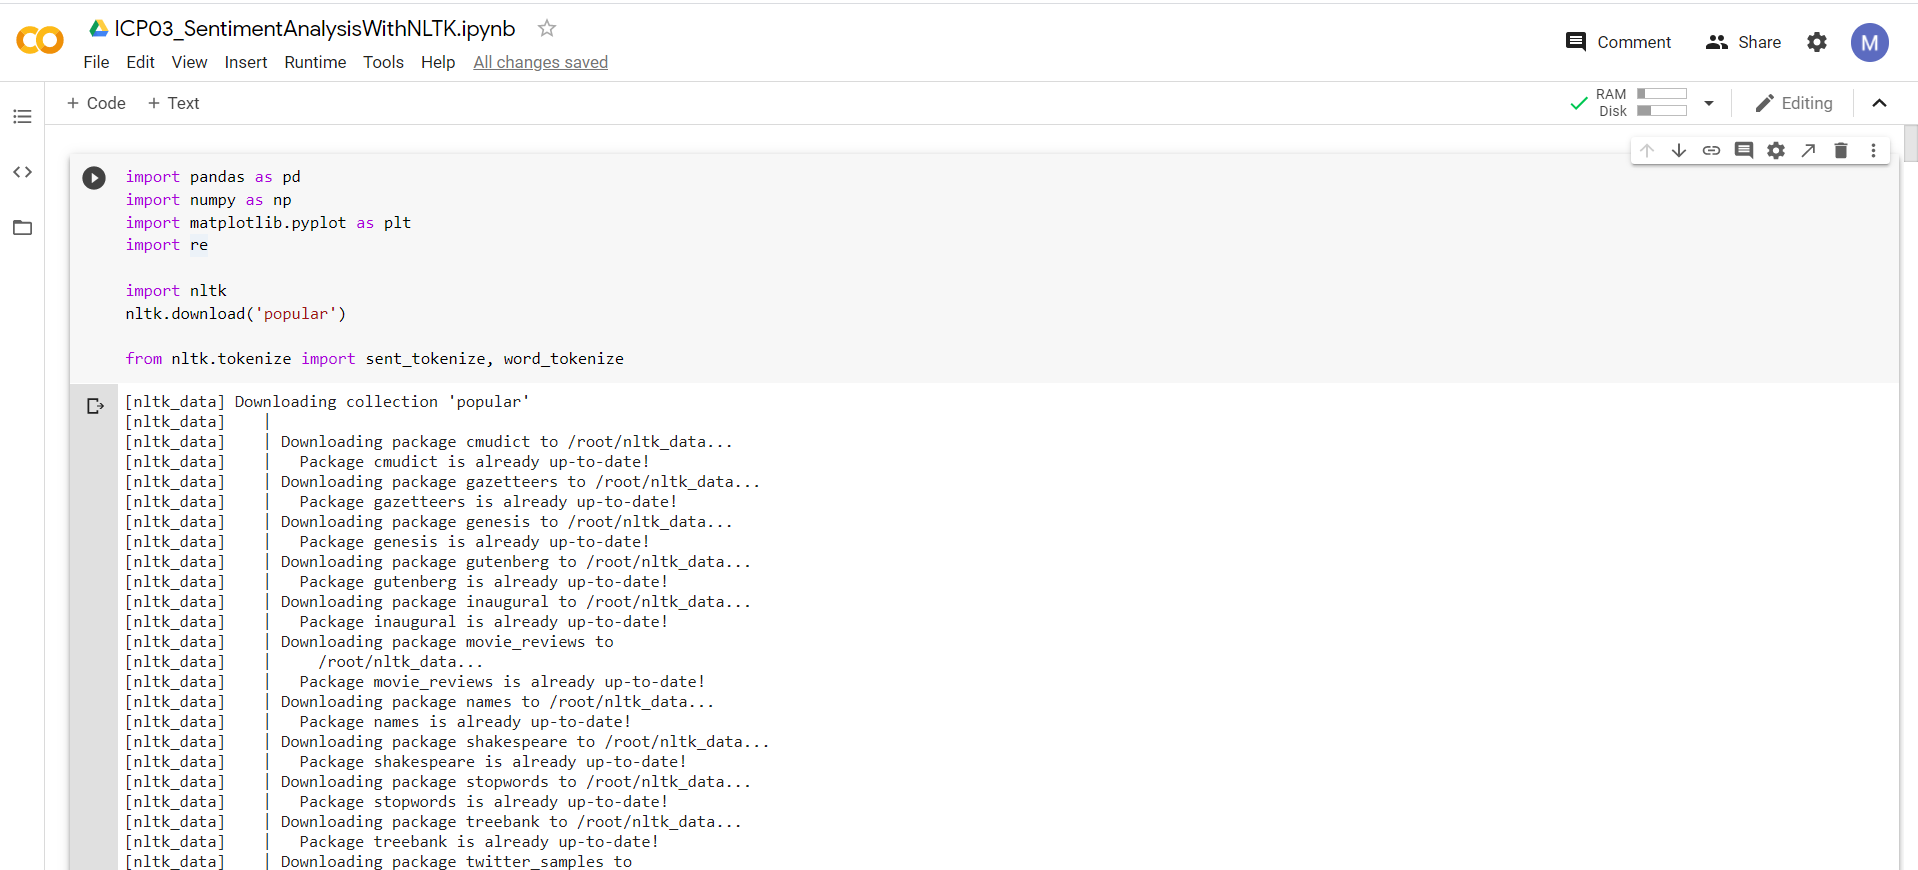 ICP03_SentimentAnalysisWithNLTK.ipynb
Comment
Share
M
File Edit View Insert Runtime Tools Help All changes saved
+ Code + Text
RAM
Disk
Editing
import pandas as pd
import numpy as np
import matplotlib.pyplot as plt
import re
import nltk
nltk.download('popular')
from nltk.tokenize import sent_tokenize, word_tokenize
[nltk_data] Downloading collection 'popular'
[nltk_data]    |
[nltk_data]    | Downloading package cmudict to /root/nltk_data...
[nltk_data]    |   Package cmudict is already up-to-date!
[nltk_data]    | Downloading package gazetteers to /root/nltk_data...
[nltk_data]    |   Package gazetteers is already up-to-date!
[nltk_data]    | Downloading package genesis to /root/nltk_data...
[nltk_data]    |   Package genesis is already up-to-date!
[nltk_data]    | Downloading package gutenberg to /root/nltk_data...
[nltk_data]    |   Package gutenberg is already up-to-date!
[nltk_data]    | Downloading package inaugural to /root/nltk_data...
[nltk_data]    |   Package inaugural is already up-to-date!
[nltk_data]    | Downloading package movie_reviews to
[nltk_data]    |     /root/nltk_data...
[nltk_data]    |   Package movie_reviews is already up-to-date!
[nltk_data]    | Downloading package names to /root/nltk_data...
[nltk_data]    |   Package names is already up-to-date!
[nltk_data]    | Downloading package shakespeare to /root/nltk_data...
[nltk_data]    |   Package shakespeare is already up-to-date!
[nltk_data]    | Downloading package stopwords to /root/nltk_data...
[nltk_data]    |   Package stopwords is already up-to-date!
[nltk_data]    | Downloading package treebank to /root/nltk_data...
[nltk_data]    |   Package treebank is already up-to-date!
[nltk_data]    | Downloading package twitter_samples to